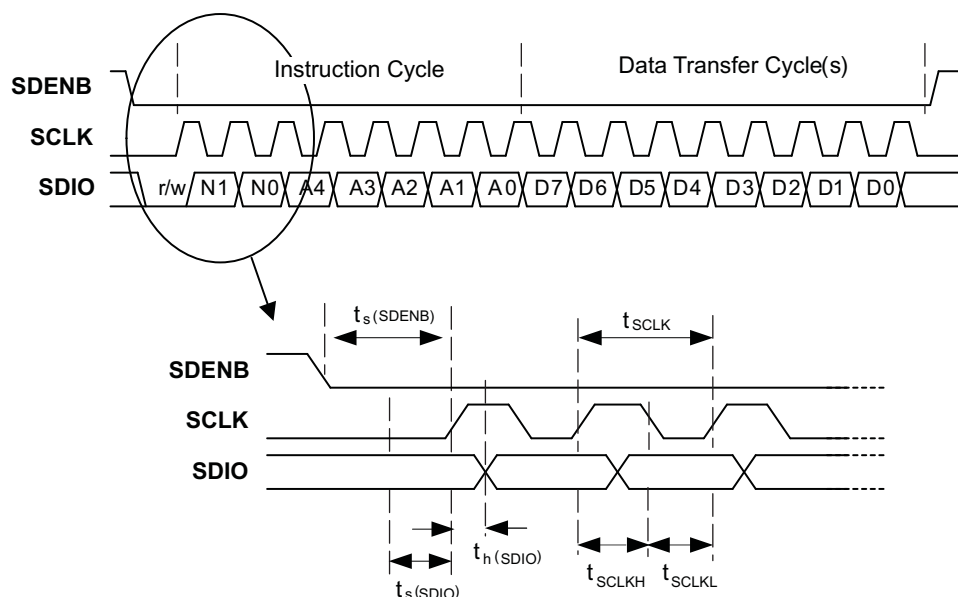 Instruction Cycle Data Transfer Cycle(s)
SDENB
SCLK
SDIO r/w N1 N0 A4 A3 A2 A1 A0 D7 D6 D5 D4 D3 D2 D1 D0
ts(SDENB) tSCLK
SDENB
SCLK
SDIO
th(SDIO)
ts(SDIO) tSCLKH tSCLKL